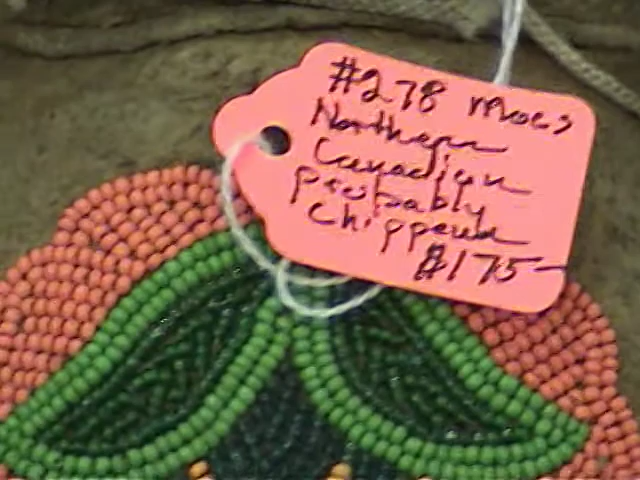 #278 mocs
Northern
Canadian
probably
Chippewa
$175-